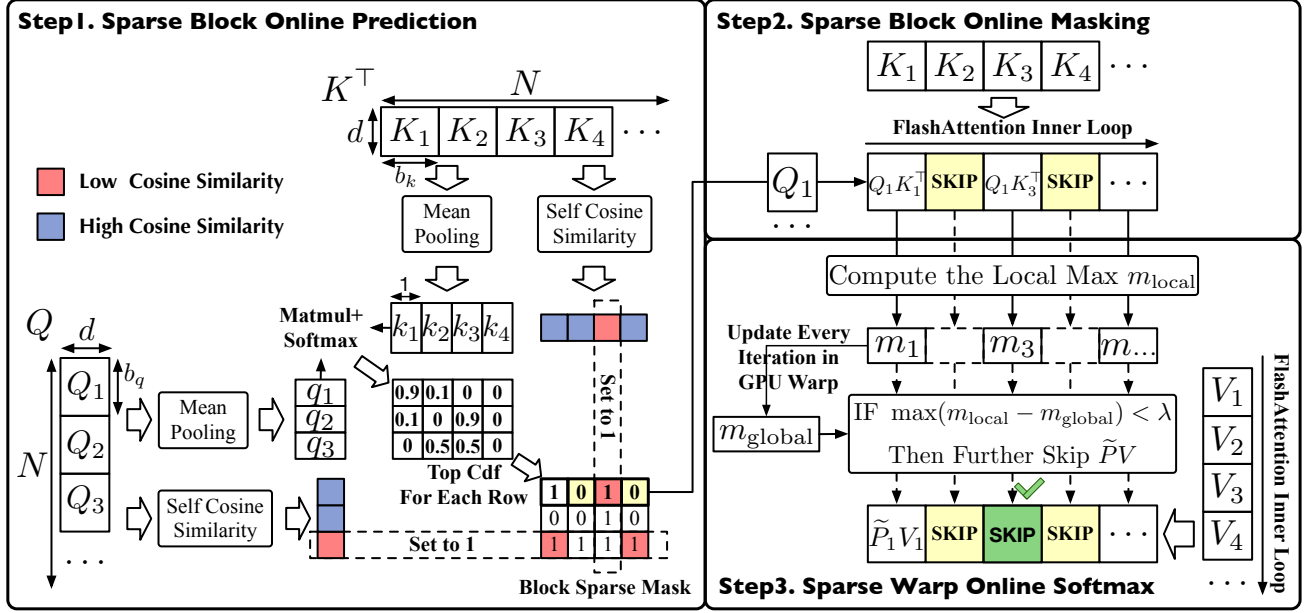 Step1. Sparse Block Online Prediction
K⊤
N
d
K1 K2 K3 K4 ···
bk
Low Cosine Similarity
High Cosine Similarity
Mean
Pooling
Self Cosine
Similarity
1
Matmul+
Softmax
k1 k2 k3 k4
Q
d
N
bq
Q1
Q2
Q3
···
Mean
Pooling
q1
q2
q3
0.9 0.1 0 0
0.1 0 0.9 0
0 0.5 0.5 0
Set to 1
Top Cdf
For Each Row
Self Cosine
Similarity
1 0 1 0
0 0 1 0
1 1 1 1
Set to 1
Block Sparse Mask
Step2. Sparse Block Online Masking
K1 K2 K3 K4 ···
FlashAttention Inner Loop
Q1
···
Q1K1⊤ SKIP Q1K3⊤ SKIP ···
Compute the Local Max mlocal
Update Every
Iteration in
GPU Warp
m1 m3 m...
mglobal
IF max(mlocal − mglobal) < λ
Then Further Skip P̃V
P̃1V1 SKIP SKIP SKIP ···
V1
V2
V3
V4
···
FlashAttention Inner Loop
Step3. Sparse Warp Online Softmax